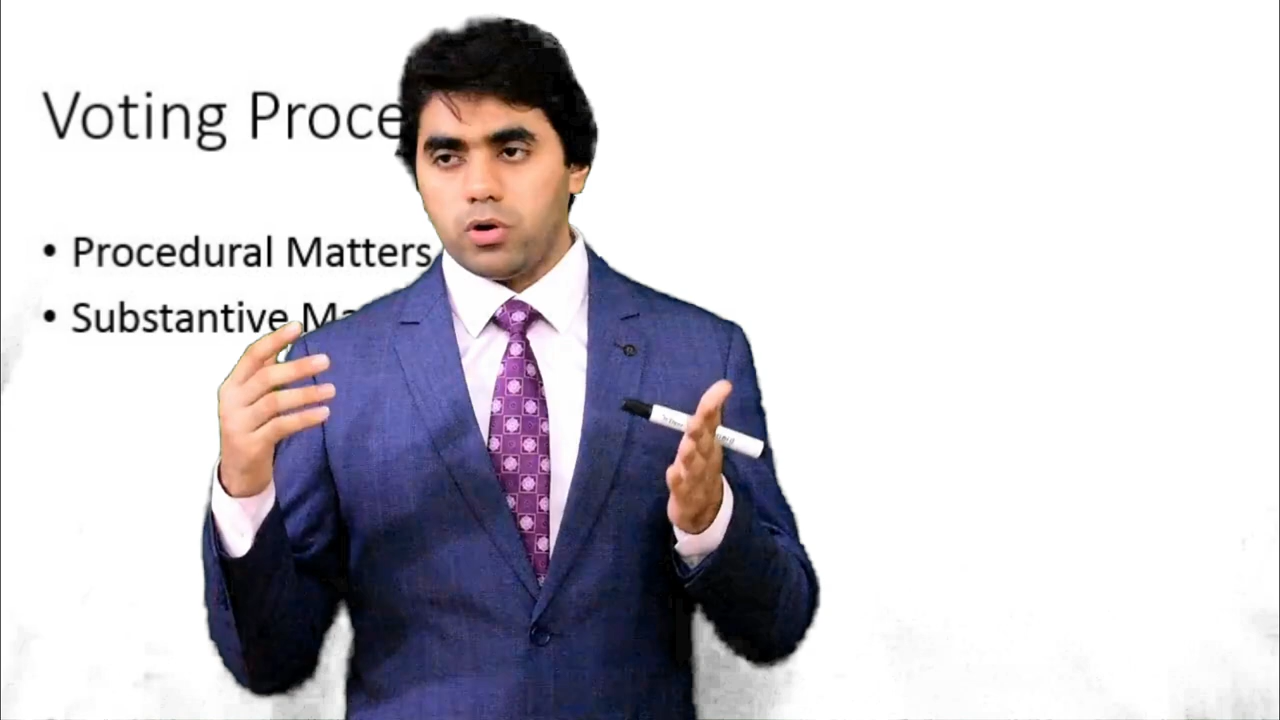 Voting Proce
• Procedural Matters
• Substantive Ma